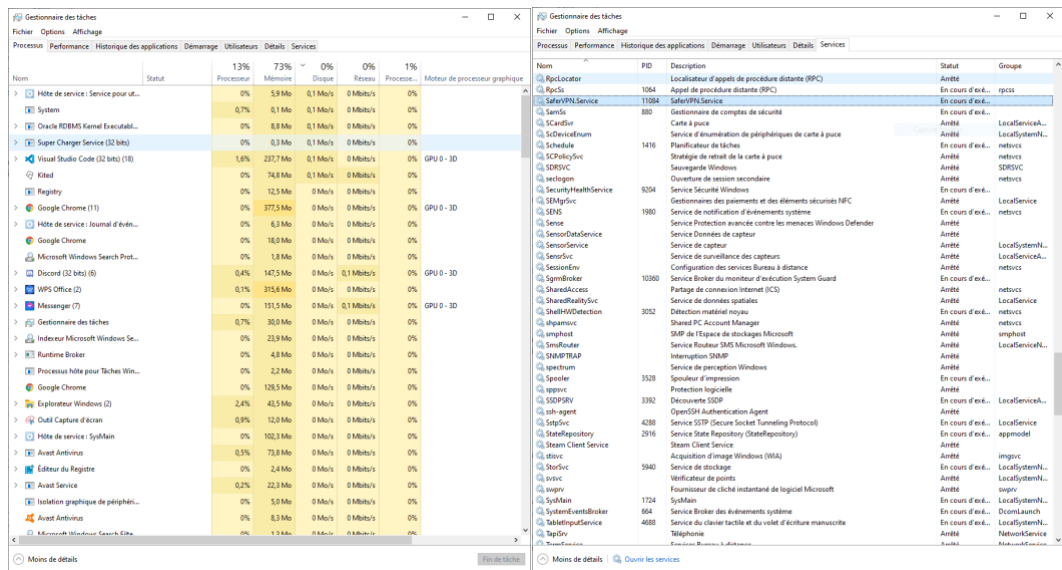 Gestionnaire des tâches
Fichier Options Affichage
Processus Performance Historique des applications Démarrage Utilisateurs Détails Services
13% 73% 0% 0% 1%
Nom Statut Processeur Mémoire Disque Réseau Processe... Moteur de processeur graphique
Hôte de service : Service pour ut... 0% 5,9 Mo 0,1 Mo/s 0 Mbits/s 0%
System 0,7% 0,1 Mo 0,1 Mo/s 0 Mbits/s 0%
Oracle RDBMS Kernel Executabl... 0% 8,8 Mo 0,1 Mo/s 0 Mbits/s 0%
Super Charger Service (32 bits) 0% 0,3 Mo 0,1 Mo/s 0 Mbits/s 0%
Visual Studio Code (32 bits) (18) 1,6% 237,7 Mo 0,1 Mo/s 0 Mbits/s 0% GPU 0 - 3D
Kited 0% 74,8 Mo 0,1 Mo/s 0 Mbits/s 0%
Registry 0% 12,5 Mo 0 Mo/s 0 Mbits/s 0%
Google Chrome (11) 0% 377,5 Mo 0 Mo/s 0 Mbits/s 0% GPU 0 - 3D
Hôte de service : Journal d'évén... 0% 6,3 Mo 0 Mo/s 0 Mbits/s 0%
Google Chrome 0% 18,0 Mo 0 Mo/s 0 Mbits/s 0%
Microsoft Windows Search Prot... 0% 1,8 Mo 0 Mo/s 0 Mbits/s 0%
Discord (32 bits) (6) 0,4% 147,5 Mo 0 Mo/s 0,1 Mbits/s 0% GPU 0 - 3D
WPS Office (2) 0,1% 315,6 Mo 0 Mo/s 0 Mbits/s 0%
Messenger (7) 0% 151,5 Mo 0 Mo/s 0,1 Mbits/s 0% GPU 0 - 3D
Gestionnaire des tâches 0,7% 30,0 Mo 0 Mo/s 0 Mbits/s 0%
Indexeur Microsoft Windows Se... 0% 23,9 Mo 0 Mo/s 0 Mbits/s 0%
Runtime Broker 0% 4,8 Mo 0 Mo/s 0 Mbits/s 0%
Processus hôte pour Tâches Win... 0% 2,2 Mo 0 Mo/s 0 Mbits/s 0%
Google Chrome 0% 129,5 Mo 0 Mo/s 0 Mbits/s 0%
Explorateur Windows (2) 2,4% 43,5 Mo 0 Mo/s 0 Mbits/s 0%
Outil Capture d'écran 0,9% 12,0 Mo 0 Mo/s 0 Mbits/s 0%
Hôte de service : SysMain 0% 102,3 Mo 0 Mo/s 0 Mbits/s 0%
Avast Antivirus 0,5% 73,8 Mo 0 Mo/s 0 Mbits/s 0%
Éditeur du Registre 0% 2,4 Mo 0 Mo/s 0 Mbits/s 0%
Avast Service 0,2% 22,3 Mo 0 Mo/s 0 Mbits/s 0%
Isolation graphique de périphéri... 0% 5,0 Mo 0 Mo/s 0 Mbits/s 0%
Avast Antivirus 0% 8,3 Mo 0 Mo/s 0 Mbits/s 0%
Microsoft Windows Search Filte... 0% 1,3 Mo 0 Mo/s 0 Mbits/s 0%
Moins de détails Fin de tâche
Gestionnaire des tâches
Fichier Options Affichage
Processus Performance Historique des applications Démarrage Utilisateurs Détails Services
Nom PID Description Statut Groupe
RpcLocator Localisateur d'appels de procédure distante (RPC) Arrêté
RpcSs 1064 Appel de procédure distante (RPC) En cours d'exé... rpcss
SaferVPN.Service 11084 SaferVPN.Service En cours d'exé...
SamSs 880 Gestionnaire de comptes de sécurité En cours d'exé...
SCardSvr Carte à puce Arrêté LocalServiceA...
ScDeviceEnum Service d'énumération de périphériques de carte à puce Arrêté LocalSystemN...
Schedule 1416 Planificateur de tâches En cours d'exé... netsvcs
SCPolicySvc Stratégie de retrait de la carte à puce Arrêté netsvcs
SDRSVC Sauvegarde Windows Arrêté SDRSVC
seclogon Ouverture de session secondaire Arrêté netsvcs
SecurityHealthService 9204 Service Sécurité Windows En cours d'exé...
SEMgrSvc Gestionnaires des paiements et des éléments sécurisés NFC Arrêté LocalService
SENS 1980 Service de notification d'événements système En cours d'exé... netsvcs
Sense Service Protection avancée contre les menaces Windows Defender Arrêté
SensorDataService Service Données de capteur Arrêté
SensorService Service de capteur Arrêté LocalSystemN...
SensrSvc Service de surveillance des capteurs Arrêté LocalServiceA...
SessionEnv Configuration des services Bureau à distance Arrêté netsvcs
SgrmBroker 10360 Service Broker du moniteur d'exécution System Guard En cours d'exé...
SharedAccess Partage de connexion Internet (ICS) Arrêté netsvcs
SharedRealitySvc Service de données spatiales Arrêté LocalService
ShellHWDetection 3052 Détection matériel noyau En cours d'exé... netsvcs
shpamsvc Shared PC Account Manager Arrêté netsvcs
smphost SMP de l'Espace de stockages Microsoft Arrêté smphost
SmsRouter Service Routeur SMS Microsoft Windows. Arrêté LocalServiceN...
SNMPTRAP Interruption SNMP Arrêté
spectrum Service de perception Windows Arrêté
Spooler 3528 Spouleur d'impression En cours d'exé...
sppsvc Protection logicielle Arrêté
SSDPSRV 3392 Découverte SSDP En cours d'exé... LocalServiceA...
ssh-agent OpenSSH Authentication Agent Arrêté
SstpSvc 4288 Service SSTP (Secure Socket Tunneling Protocol) En cours d'exé... LocalService
StateRepository 2916 Service State Repository (StateRepository) En cours d'exé... appmodel
Steam Client Service Steam Client Service Arrêté
stisvc Acquisition d'image Windows (WIA) Arrêté imgsvc
StorSvc 5940 Service de stockage En cours d'exé... LocalSystemN...
svsvc Vérificateur de points Arrêté LocalSystemN...
swprv Fournisseur de cliché instantané de logiciel Microsoft Arrêté swprv
SysMain 1724 SysMain En cours d'exé... LocalSystemN...
SystemEventsBroker 664 Service Broker des événements système En cours d'exé... DcomLaunch
TabletInputService 4688 Service du clavier tactile et du volet d'écriture manuscrite En cours d'exé... LocalSystemN...
TapiSrv Téléphonie Arrêté NetworkService
TermService Services Bureau à distance Arrêté NetworkService
Moins de détails Ouvrir les services